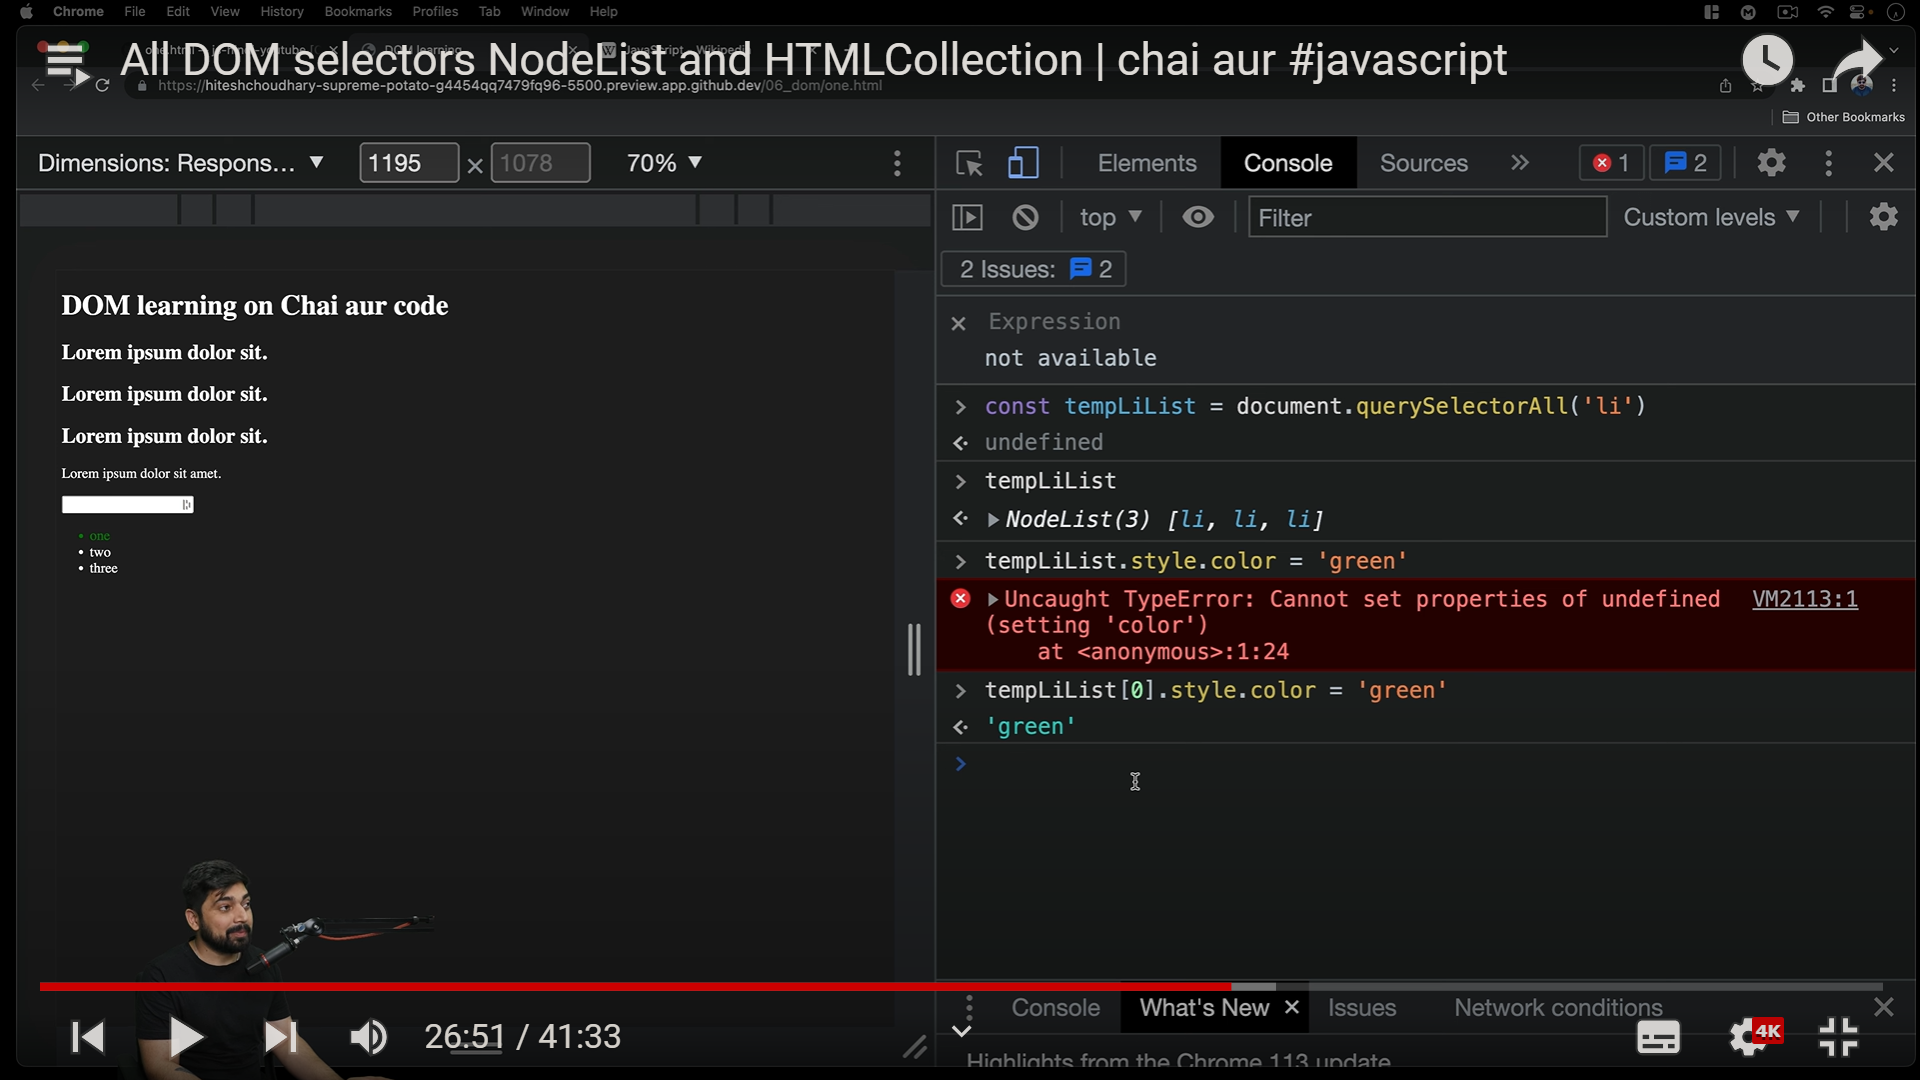 Chrome File Edit View History Bookmarks Profiles Tab Window Help
All DOM selectors NodeList and HTMLCollection | chai aur #javascript
https://hiteshchoudhary-supreme-potato-g4454qq7479fq96-5500.preview.app.github.dev/06_dom/one.html
Other Bookmarks
Dimensions: Respons... ▼ 1195 × 1078 70% ▼
Elements Console Sources » 1 2
top ▼ Filter Custom levels ▼
2 Issues: 2
Expression
not available
const tempLiList = document.querySelectorAll('li')
undefined
tempLiList
NodeList(3) [li, li, li]
tempLiList.style.color = 'green'
Uncaught TypeError: Cannot set properties of undefined VM2113:1
(setting 'color')
at <anonymous>:1:24
tempLiList[0].style.color = 'green'
'green'
DOM learning on Chai aur code
Lorem ipsum dolor sit.
Lorem ipsum dolor sit.
Lorem ipsum dolor sit.
Lorem ipsum dolor sit amet.
• one
• two
• three
Console What's New × Issues Network conditions
Highlights from the Chrome 113 update
26:51 / 41:33
4K